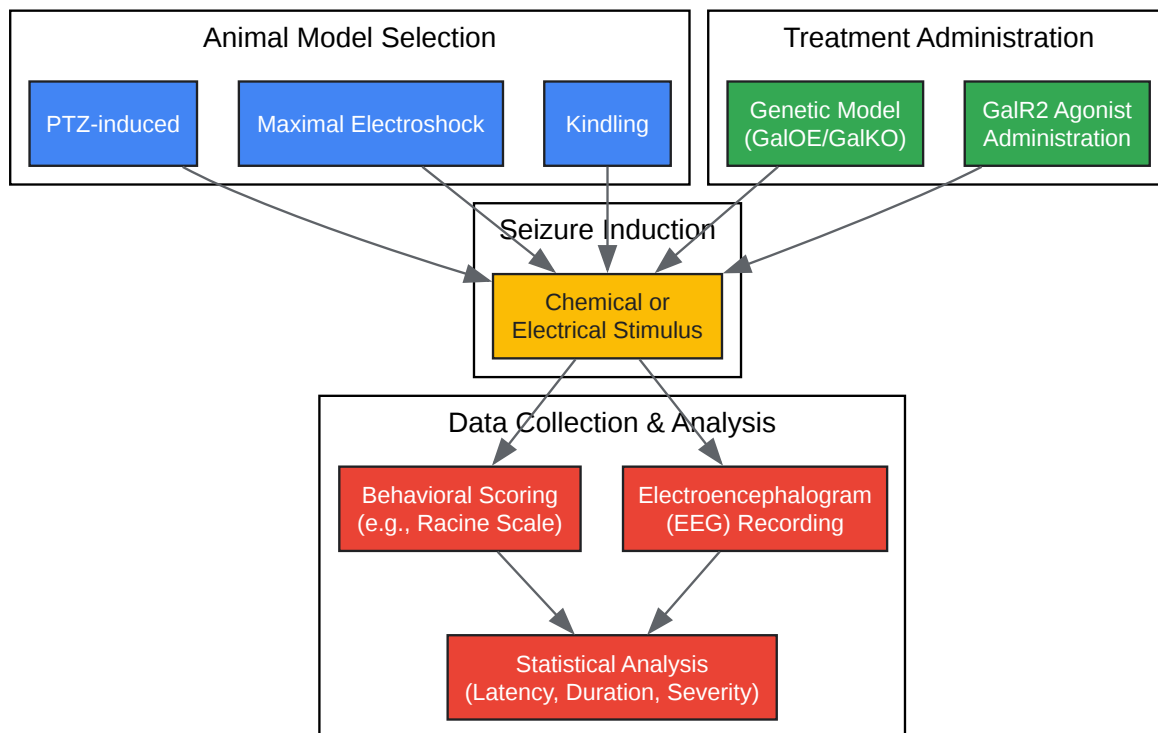 Animal Model Selection
PTZ-induced
Maximal Electroshock
Kindling
Treatment Administration
Genetic Model
(GalOE/GalKO)
GalR2 Agonist
Administration
Seizure Induction
Chemical or
Electrical Stimulus
Data Collection & Analysis
Behavioral Scoring
(e.g., Racine Scale)
Electroencephalogram
(EEG) Recording
Statistical Analysis
(Latency, Duration, Severity)